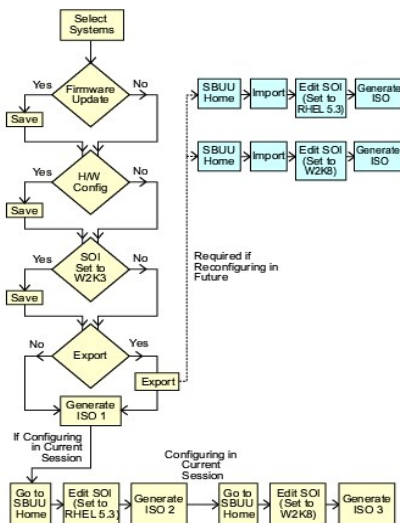 Select
Systems
Firmware
Update
Yes
No
Save
SBUU
Home
Import
Edit SOI
(Set to
RHEL 5.3)
Generate
ISO
SBUU
Home
Import
Edit SOI
(Set to
W2K8)
Generate
ISO
H/W
Config
Yes
No
Save
SOI
Set to
W2K3
Yes
No
Save
Required if
Reconfiguring in
Future
Export
No
Yes
Export
Generate
ISO 1
If Configuring
in Current
Session
Configuring in
Current
Session
Go to
SBUU
Home
Edit SOI
(Set to
RHEL 5.3)
Generate
ISO 2
Go to
SBUU
Home
Edit SOI
(Set to
W2K8)
Generate
ISO 3